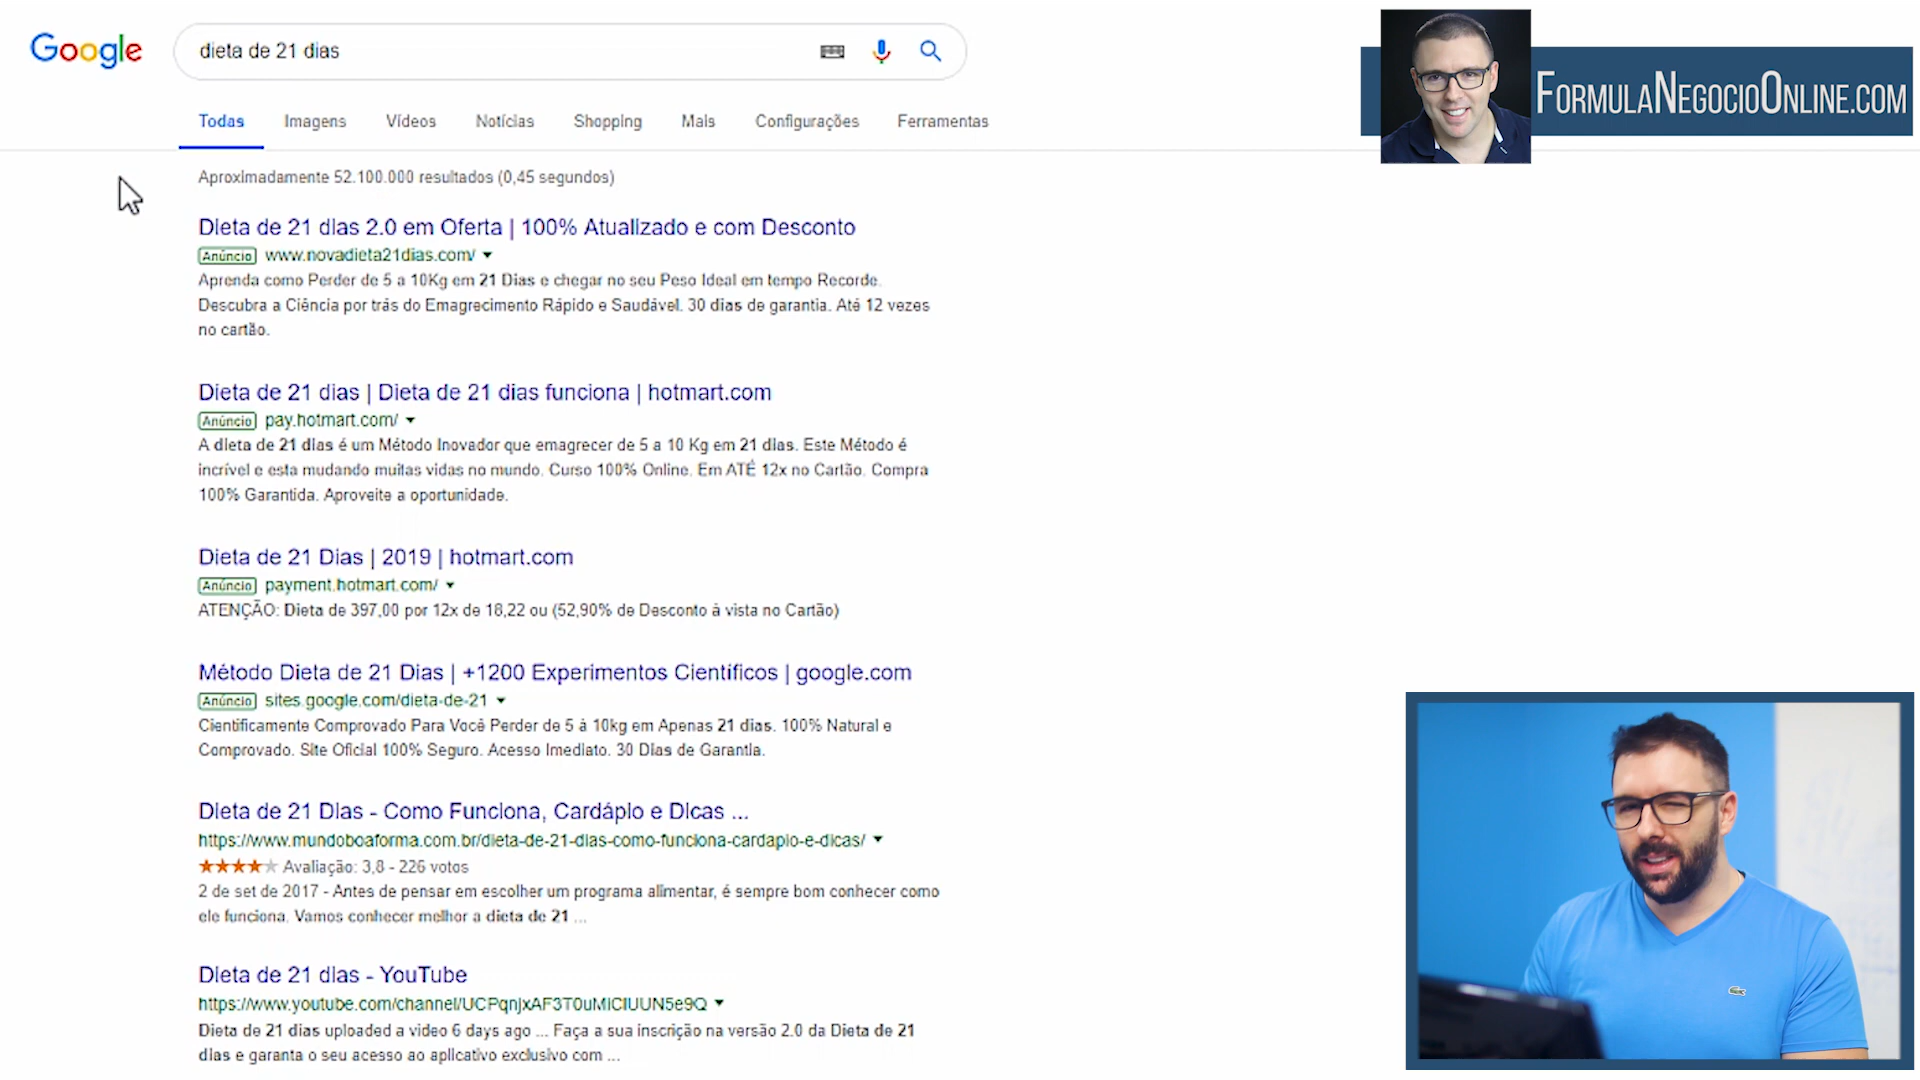 Google
dieta de 21 dias
FORMULANEGOCIOONLINE.COM
Todas Imagens Vídeos Notícias Shopping Mais Configurações Ferramentas
Aproximadamente 52.100.000 resultados (0,45 segundos)
Dieta de 21 dias 2.0 em Oferta | 100% Atualizado e com Desconto
Anúncio www.novadieta21dias.com/
Aprenda como Perder de 5 a 10Kg em 21 Dias e chegar no seu Peso Ideal em tempo Recorde.
Descubra a Ciência por trás do Emagrecimento Rápido e Saudável. 30 dias de garantia. Até 12 vezes
no cartão.
Dieta de 21 dias | Dieta de 21 dias funciona | hotmart.com
Anúncio pay.hotmart.com/
A dieta de 21 dias é um Método Inovador que emagrecer de 5 a 10 Kg em 21 dias. Este Método é
incrível e esta mudando muitas vidas no mundo. Curso 100% Online. Em ATÉ 12x no Cartão. Compra
100% Garantida. Aproveite a oportunidade.
Dieta de 21 Dias | 2019 | hotmart.com
Anúncio payment.hotmart.com/
ATENÇÃO: Dieta de 397,00 por 12x de 18,22 ou (52,90% de Desconto à vista no Cartão)
Método Dieta de 21 Dias | +1200 Experimentos Científicos | google.com
Anúncio sites.google.com/dieta-de-21
Cientificamente Comprovado Para Você Perder de 5 à 10kg em Apenas 21 dias. 100% Natural e
Comprovado. Site Oficial 100% Seguro. Acesso Imediato. 30 Dias de Garantia.
Dieta de 21 Dias - Como Funciona, Cardápio e Dicas ...
https://www.mundoboaforma.com.br/dieta-de-21-dias-como-funciona-cardapio-e-dicas/
Avaliação: 3,8 - 226 votos
2 de set de 2017 - Antes de pensar em escolher um programa alimentar, é sempre bom conhecer como
ele funciona. Vamos conhecer melhor a dieta de 21 ...
Dieta de 21 dias - YouTube
https://www.youtube.com/channel/UCPqnjxAF3T0uMiCIUUN5e9Q
Dieta de 21 dias uploaded a video 6 days ago ... Faça a sua inscrição na versão 2.0 da Dieta de 21
dias e garanta o seu acesso ao aplicativo exclusivo com ...